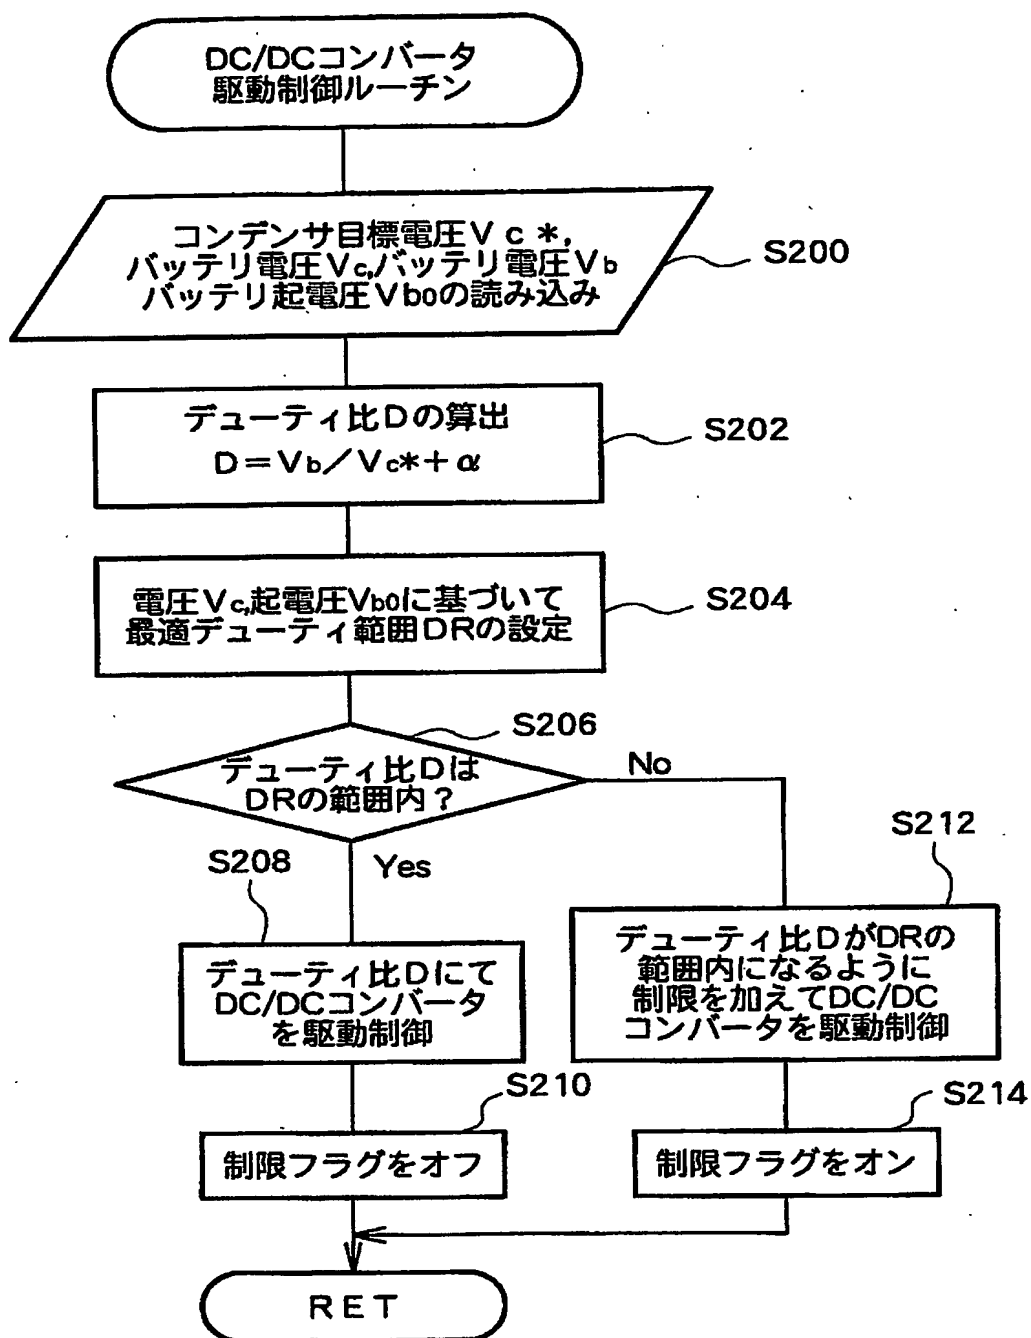 DC/DCコンバータ
駆動制御ルーチン
コンデンサ目標電圧Vc*,
バッテリ電圧Vc,バッテリ電圧Vb
バッテリ起電圧Vb0の読み込み
S200
デューティ比Dの算出
D=Vb/Vc*+α
S202
電圧Vc,起電圧Vb0に基づいて
最適デューティ範囲DRの設定
S204
S206
デューティ比Dは
DRの範囲内?
No
Yes
S208
デューティ比Dにて
DC/DCコンバータ
を駆動制御
S212
デューティ比DがDRの
範囲内になるように
制限を加えてDC/DC
コンバータを駆動制御
S210
制限フラグをオフ
S214
制限フラグをオン
RET